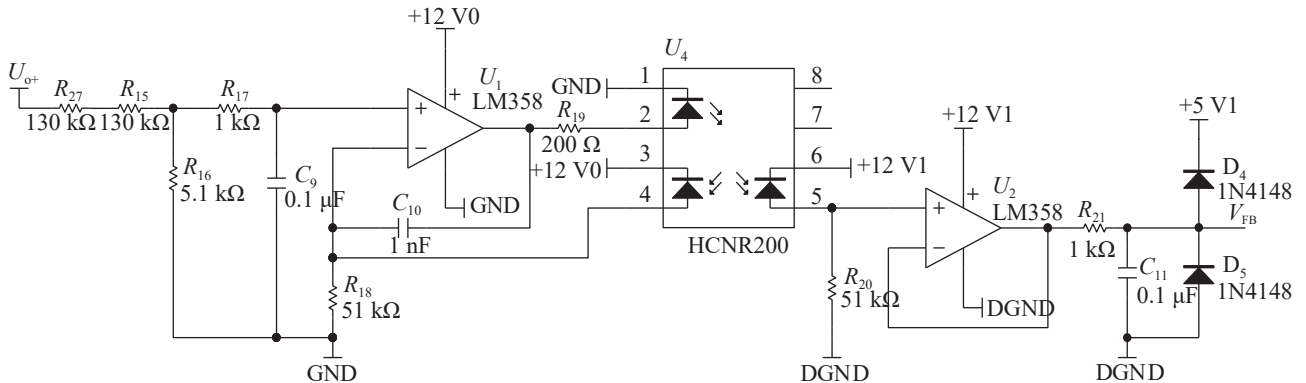 +12 V0
U4
U1
LM358
Uo+
R27
R15
R17
130 kΩ
130 kΩ
1 kΩ
R16
5.1 kΩ
C9
0.1 μF
GND
C10
1 nF
R18
51 kΩ
GND
R19
200 Ω
GND
1
2
+12 V0
3
4
8
7
6
+12 V1
5
HCNR200
+12 V1
U2
LM358
R20
51 kΩ
DGND
DGND
R21
1 kΩ
C11
0.1 μF
DGND
+5 V1
D4
1N4148
VFB
D5
1N4148